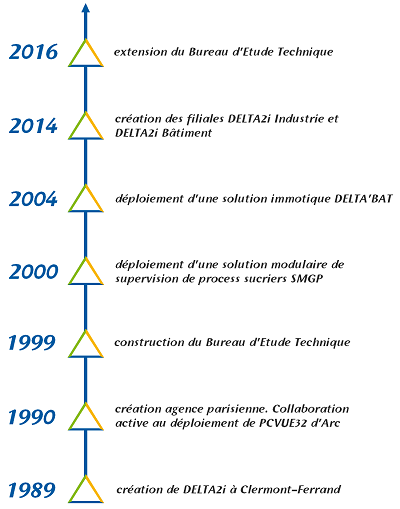 2016
extension du Bureau d'Etude Technique
2014
création des filiales DELTA2i Industrie et
DELTA2i Bâtiment
2004
déploiement d'une solution immotique DELTA'BAT
2000
déploiement d'une solution modulaire de
supervision de process sucriers SMGP
1999
construction du Bureau d'Etude Technique
1990
création agence parisienne. Collaboration
active au déploiement de PCVUE32 d'Arc
1989
création de DELTA2i à Clermont-Ferrand